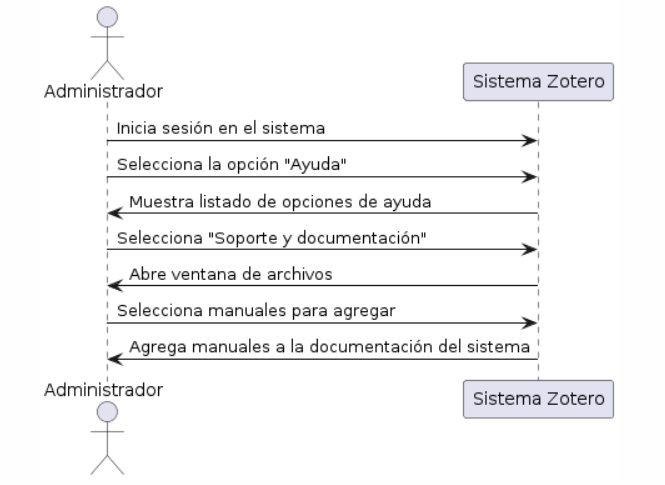 Administrador
Sistema Zotero
Inicia sesión en el sistema
Selecciona la opción "Ayuda"
Muestra listado de opciones de ayuda
Selecciona "Soporte y documentación"
Abre ventana de archivos
Selecciona manuales para agregar
Agrega manuales a la documentación del sistema
Administrador
Sistema Zotero